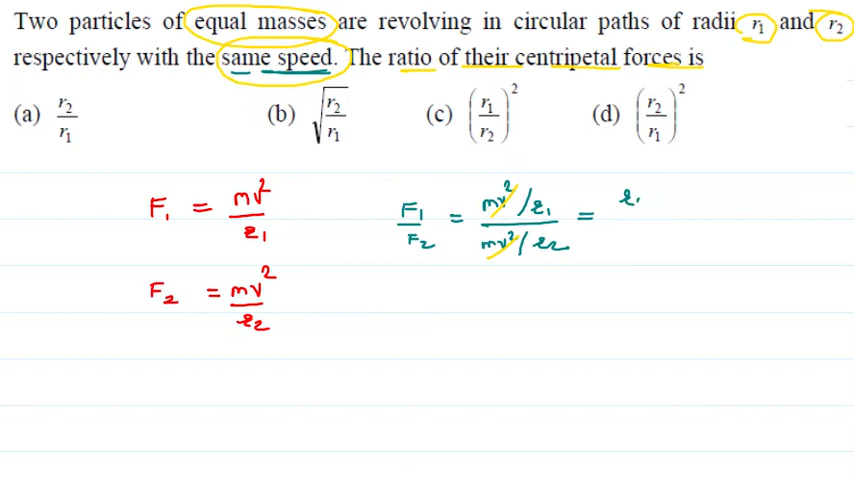 Two particles of equal masses are revolving in circular paths of radii r₁ and r₂
respectively with the same speed. The ratio of their centripetal forces is
(a) r₂/r₁ (b) √(r₂/r₁) (c) (r₁/r₂)² (d) (r₂/r₁)²
F₁ = mv²/r₁
F₁/F₂ = (mv²/r₁)/(mv²/r₂) =
F₂ = mv²/r₂